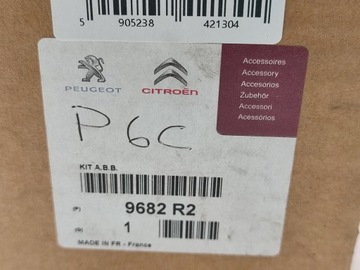 5 905238 421304
PEUGEOT
CITROËN
Accessoires
Accessory
Accesorios
Zubehör
Accessori
Acessórios
P 6C
KIT A.B.B.
(P) 9682 R2
(Q) 1
MADE IN FR - France